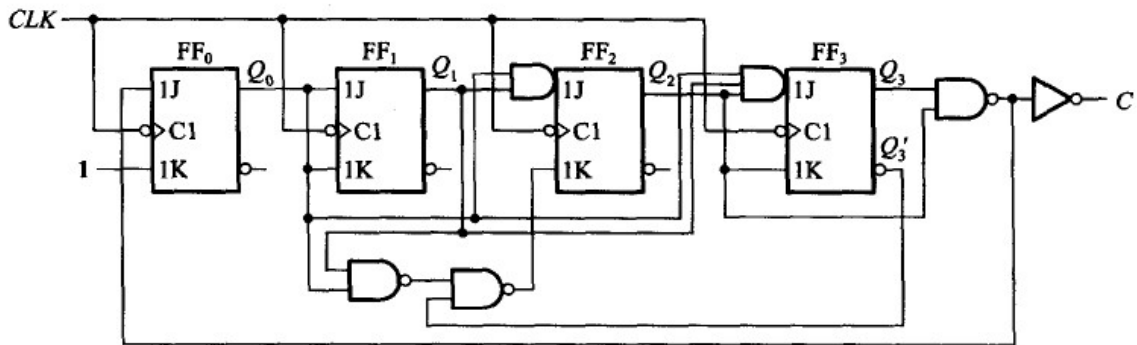 CLK
FF₀ FF₁ FF₂ FF₃
Q₀ Q₁ Q₂ Q₃
1J 1J 1J 1J
C1 C1 C1 C1
C
Q₃′
1 1K 1K 1K 1K